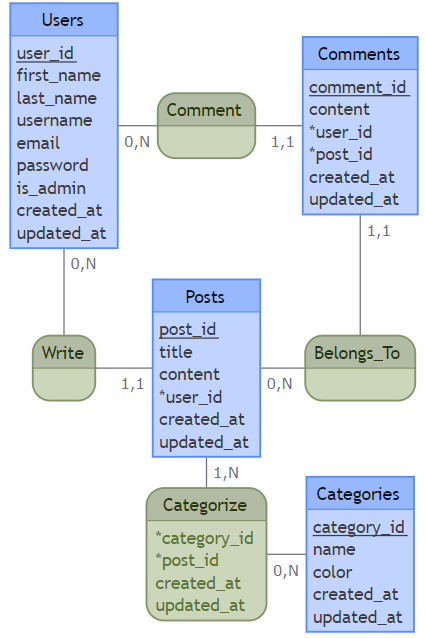 Users
user_id
first_name
last_name
username
email
password
is_admin
created_at
updated_at
Comment
0,N
1,1
Comments
comment_id
content
*user_id
*post_id
created_at
updated_at
0,N
1,1
Write
1,1
Posts
post_id
title
content
*user_id
created_at
updated_at
0,N
Belongs_To
1,N
Categorize
*category_id
*post_id
created_at
updated_at
0,N
Categories
category_id
name
color
created_at
updated_at